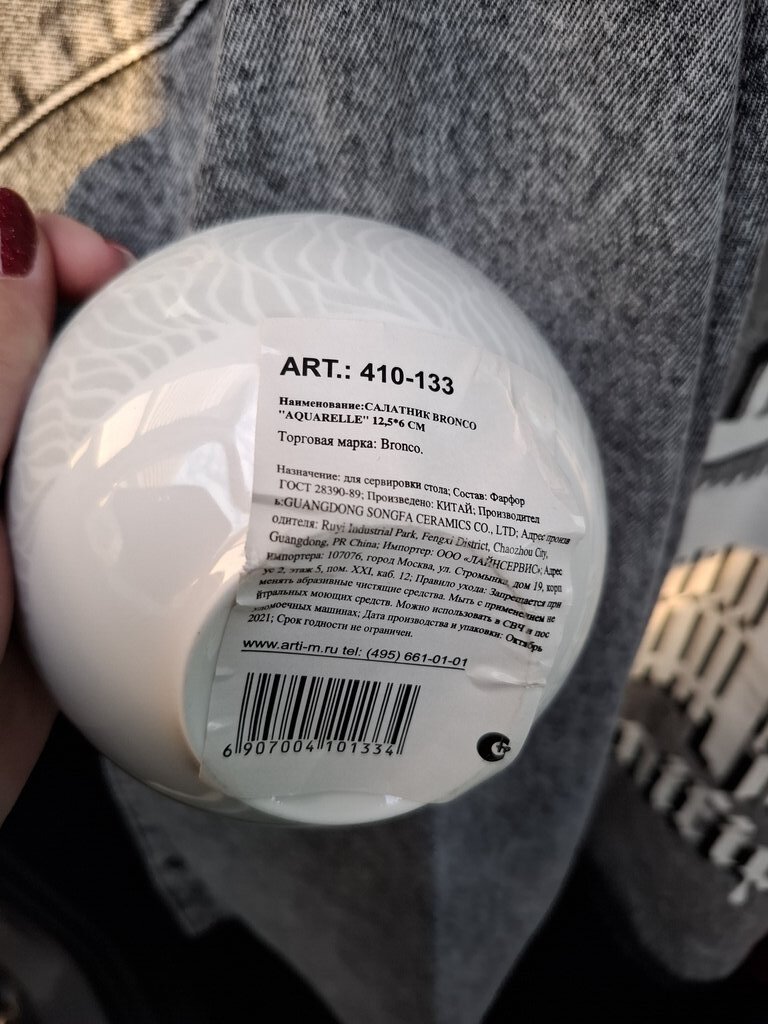 ART.: 410-133
Наименование:САЛАТНИК BRONCO
"AQUARELLE" 12,5*6 СМ
Торговая марка: Bronco.
Назначение: для сервировки стола; Состав: Фарфор
ГОСТ 28390-89; Произведено: КИТАЙ; Производител
ь:GUANGDONG SONGFA CERAMICS CO., LTD; Адрес произв
одителя: Ruyi Industrial Park, Fengxi District, Chaozhou City,
Guangdong, PR China; Импортер: ООО «ЛАЙНСЕРВИС»; Адрес
импортера: 107076, город Москва, ул. Стромынка, дом 19, корп
ус 2, этаж 5, пом. XXI, каб. 12; Правило ухода: Запрещается при
менять абразивные чистящие средства. Мыть с применением не
йтральных моющих средств. Можно использовать в СВЧ и пос
удомоечных машинах; Дата производства и упаковки: Октябрь
2021; Срок годности не ограничен.
www.arti-m.ru tel: (495) 661-01-01
6 907004 101334